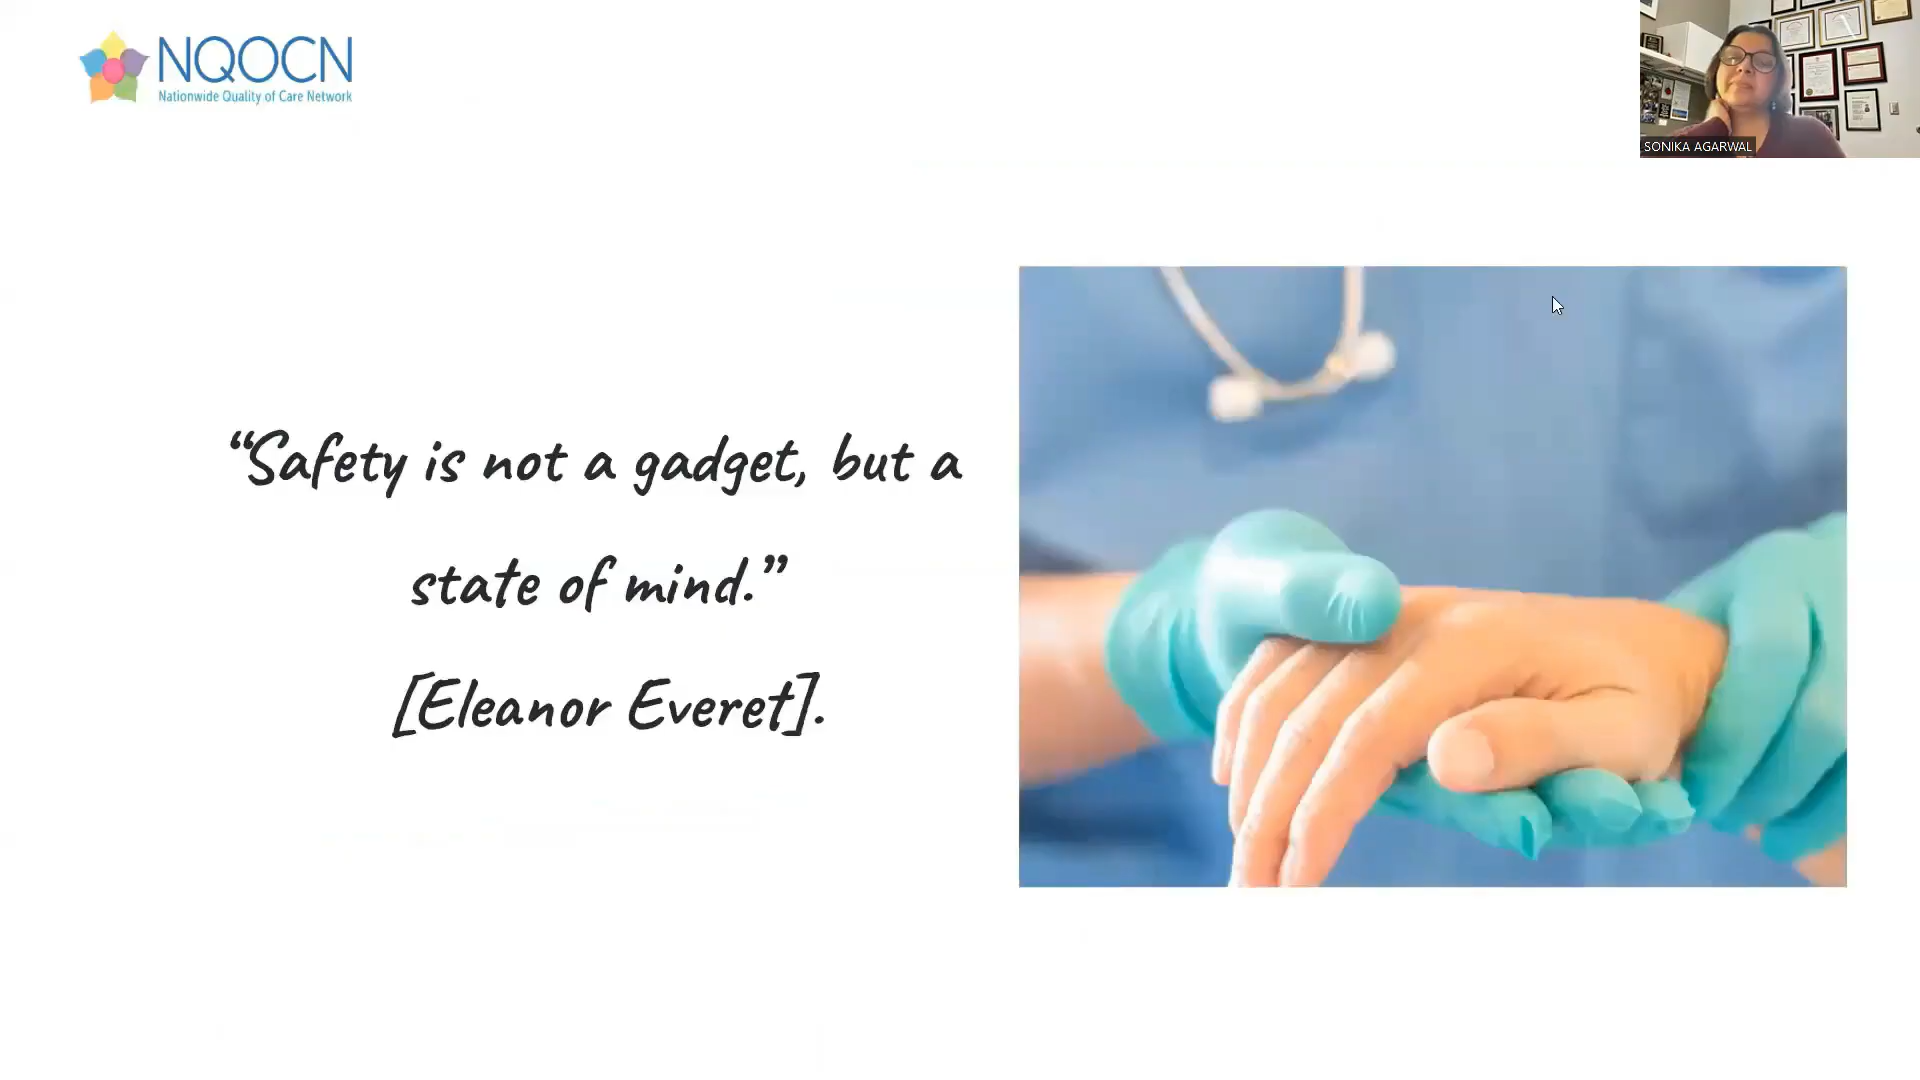 NQOCN
Nationwide Quality of Care Network
SONIKA AGARWAL
“Safety is not a gadget, but a
state of mind.”
[Eleanor Everet].